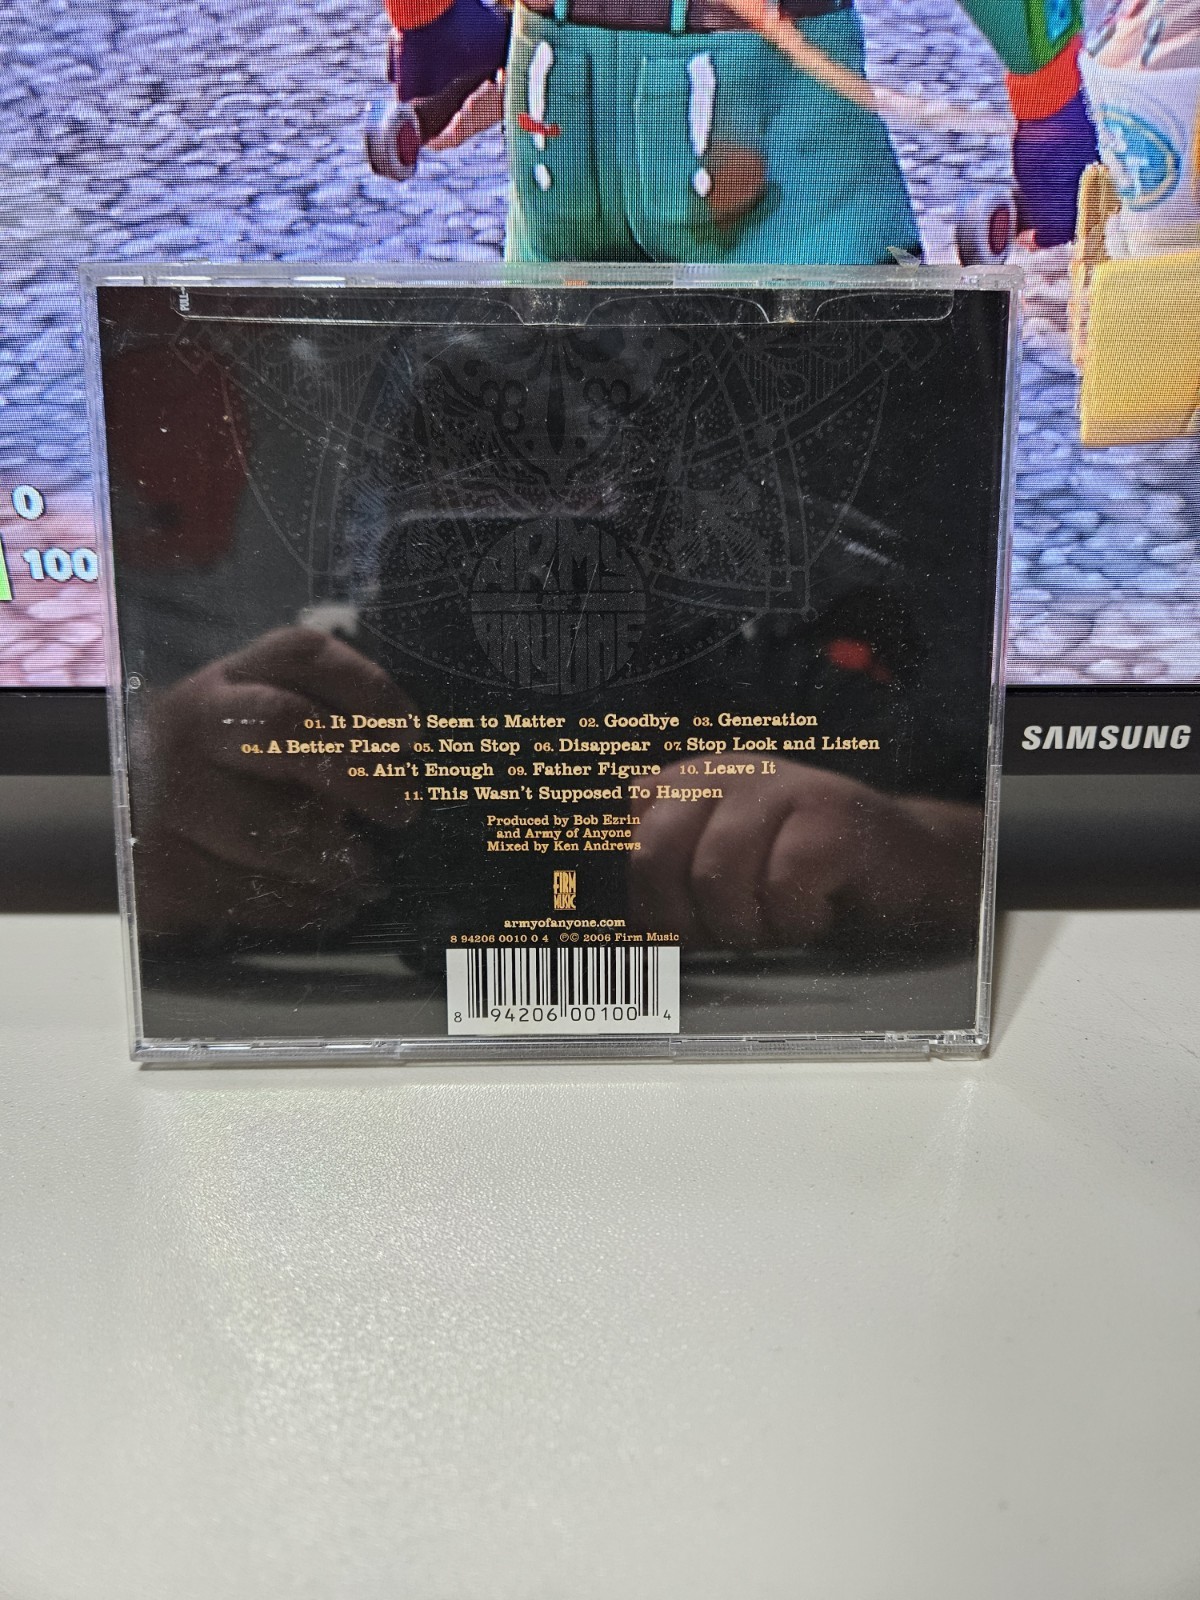 0
100
SAMSUNG
PULL
ARMY
of
ANYONE
01. It Doesn't Seem to Matter 02. Goodbye 03. Generation
04. A Better Place 05. Non Stop 06. Disappear 07. Stop Look and Listen
08. Ain't Enough 09. Father Figure 10. Leave It
11. This Wasn't Supposed To Happen
Produced by Bob Ezrin
and Army of Anyone
Mixed by Ken Andrews
FIRM
MUSIC
armyofanyone.com
8 94206 0010 0 4 ℗© 2006 Firm Music
8 94206 00100 4